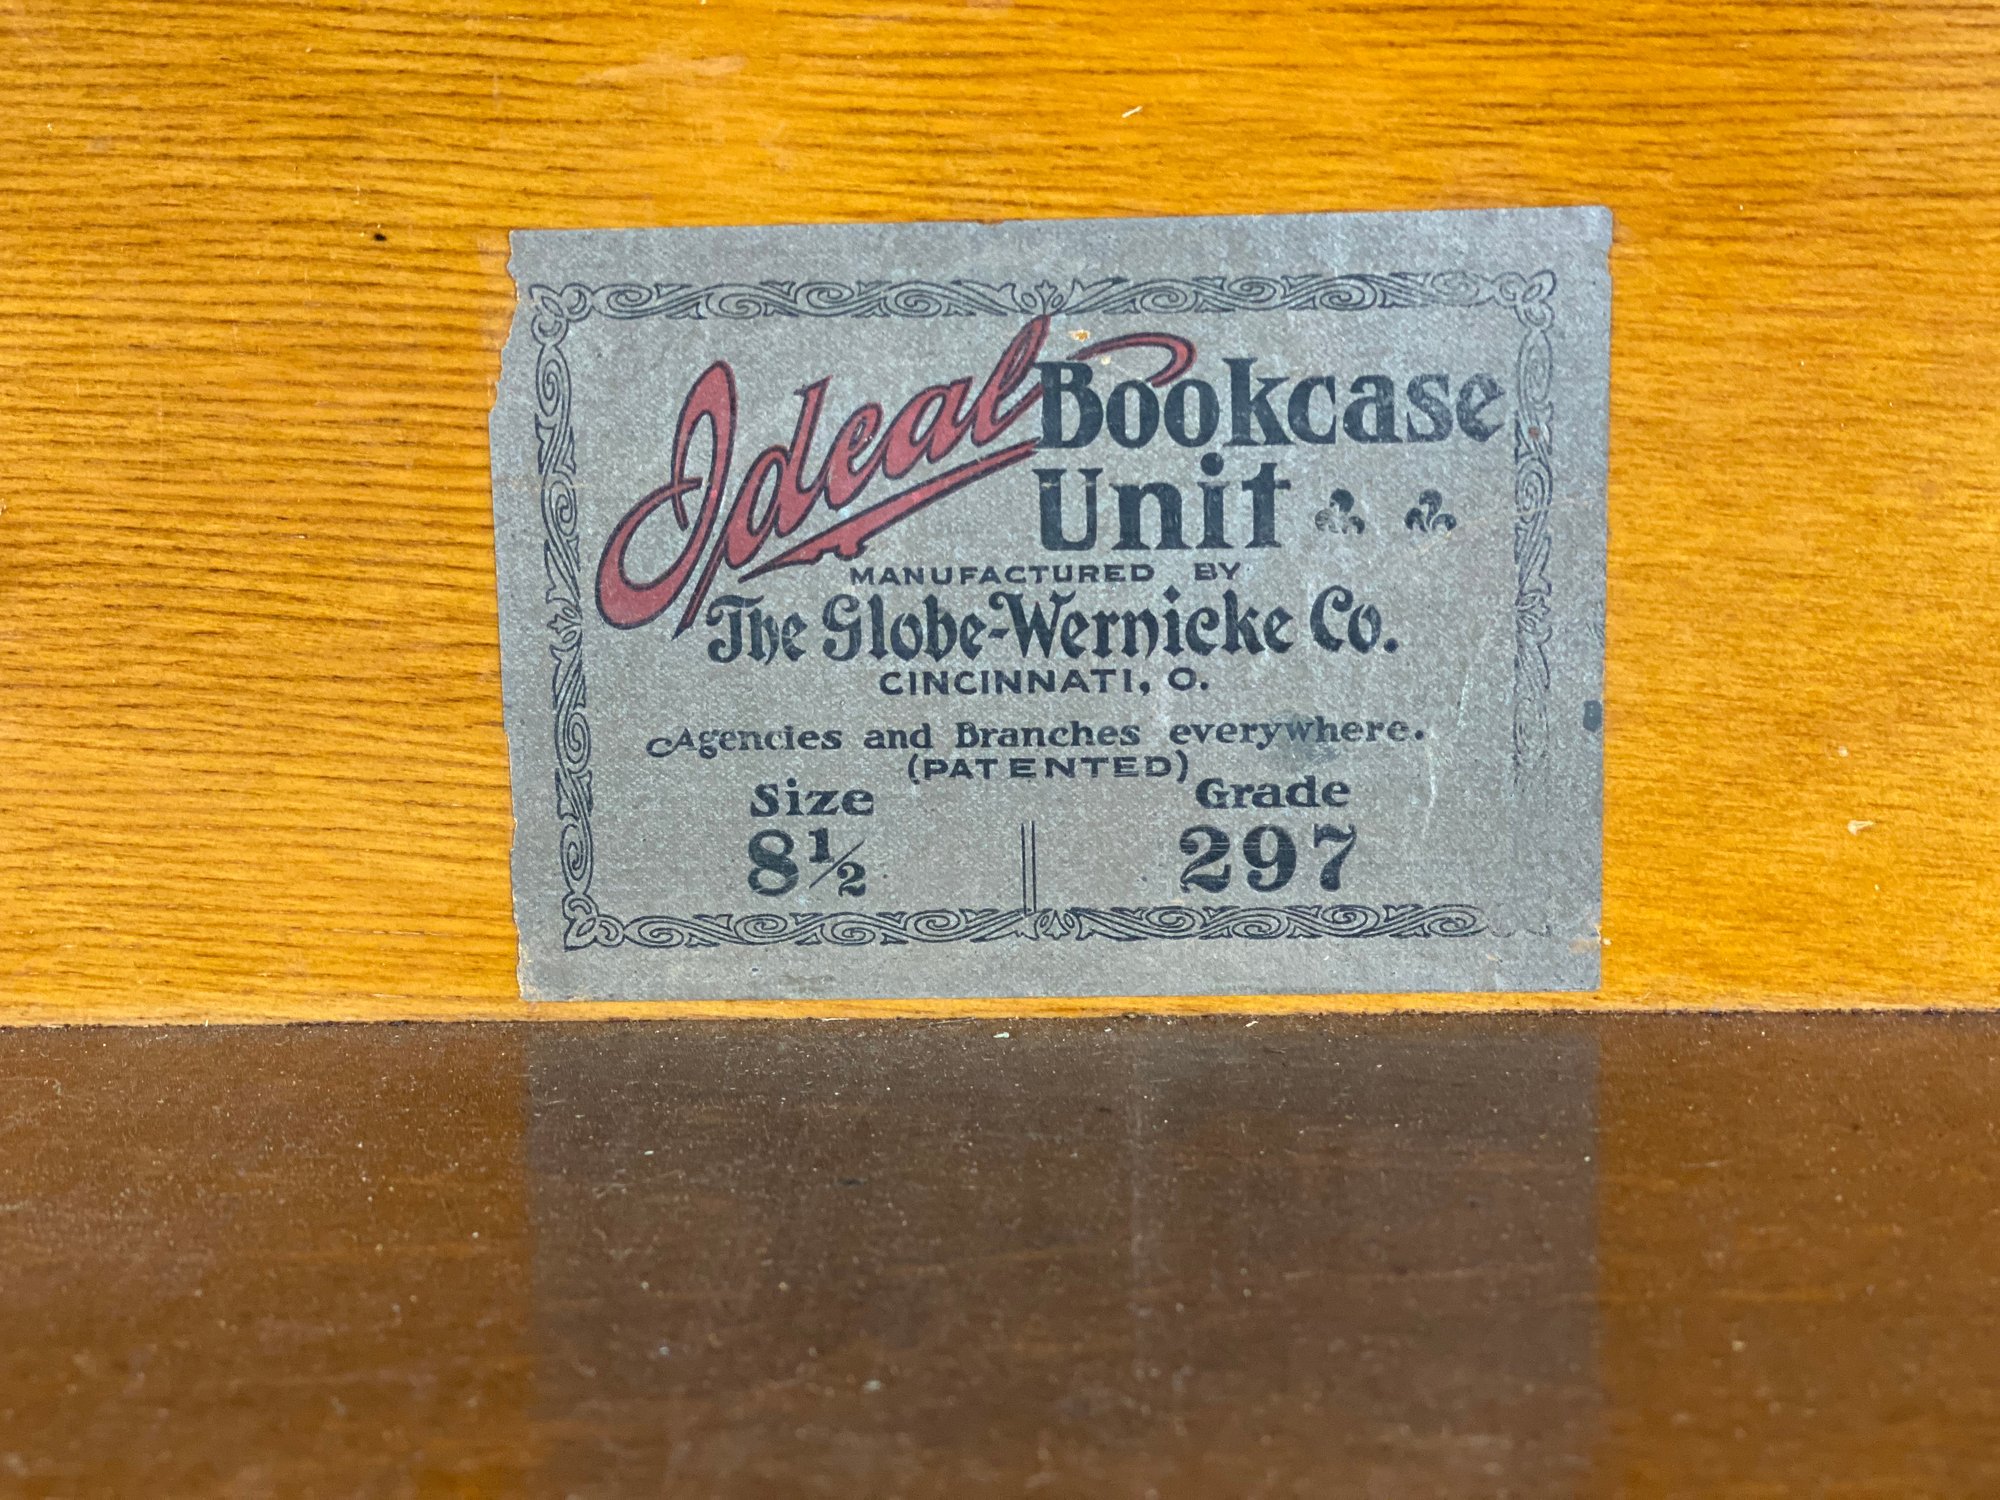 Ideal Bookcase
Unit
MANUFACTURED BY
The Globe-Wernicke Co.
CINCINNATI, O.
Agencies and Branches everywhere.
(PATENTED)
Size Grade
8½ 297